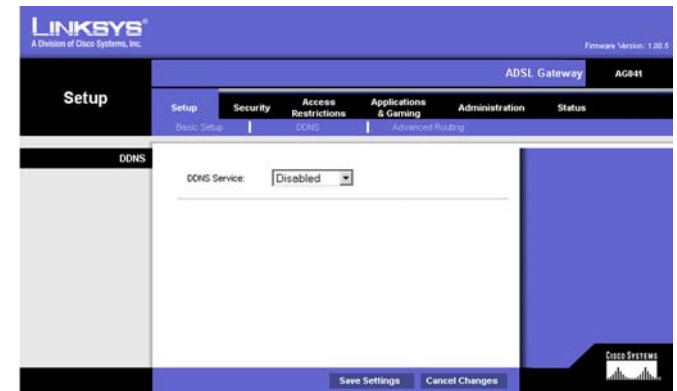 LINKSYS®
A Division of Cisco Systems, Inc.
Firmware Version: 1.00.5
ADSL Gateway AG041
Setup
Setup Security Access Restrictions Applications & Gaming Administration Status
Basic Setup DDNS Advanced Routing
DDNS
DDNS Service: Disabled
Save Settings Cancel Changes
CISCO SYSTEMS